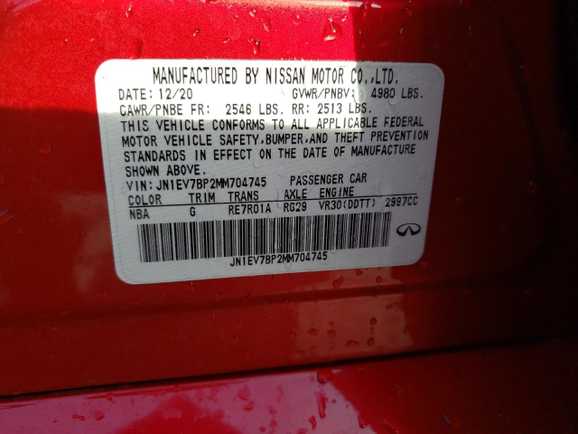 MANUFACTURED BY NISSAN MOTOR CO.,LTD.
DATE: 12/20 GVWR/PNBV: 4980 LBS.
GAWR/PNBE FR: 2546 LBS. RR: 2513 LBS.
THIS VEHICLE CONFORMS TO ALL APPLICABLE FEDERAL
MOTOR VEHICLE SAFETY,BUMPER,AND THEFT PREVENTION
STANDARDS IN EFFECT ON THE DATE OF MANUFACTURE
SHOWN ABOVE.
VIN: JN1EV7BP2MM704745 PASSENGER CAR
COLOR TRIM TRANS AXLE ENGINE
NBA G RE7R01A RG29 VR30(DDTT) 2997CC
JN1EV7BP2MM704745